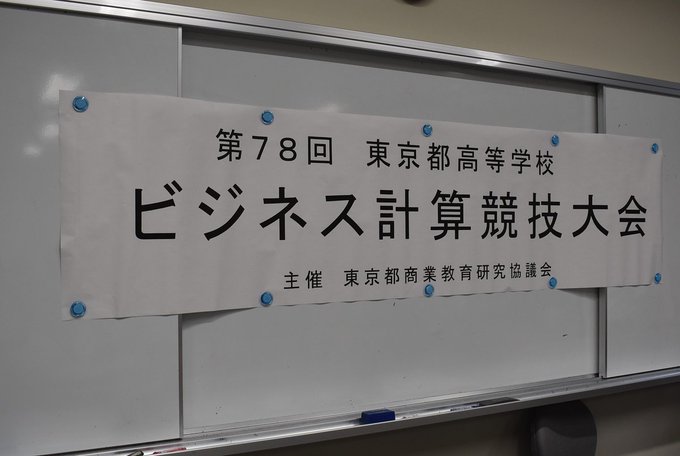 第78回 東京都高等学校
ビジネス計算競技大会
主催 東京都商業教育研究協議会